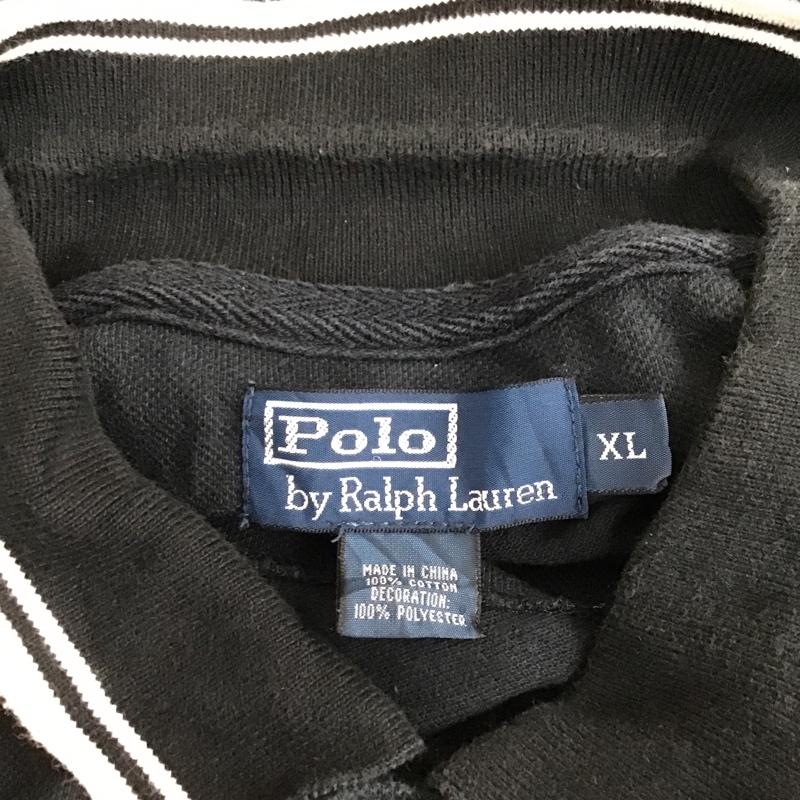 Polo
by Ralph Lauren
XL
MADE IN CHINA
100% COTTON
DECORATION:
100% POLYESTER